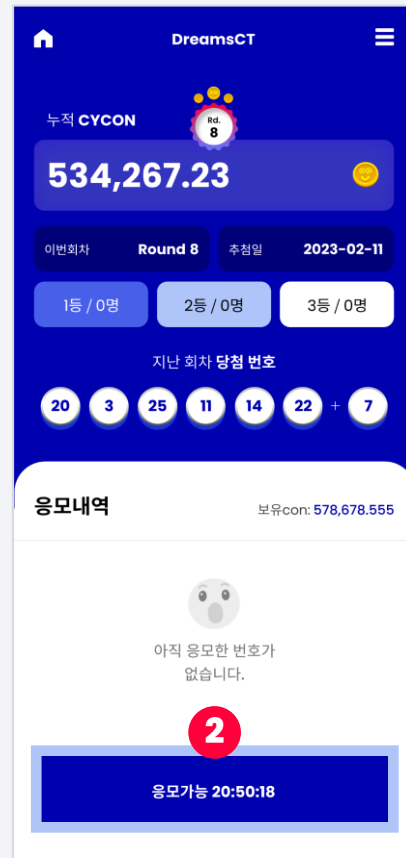 DreamsCT
누적 CYCON
Rd.
8
534,267.23
이번회차 Round 8 추첨일 2023-02-11
1등 / 0명 2등 / 0명 3등 / 0명
지난 회차 당첨 번호
20 3 25 11 14 22 + 7
응모내역 보유con: 578,678.555
아직 응모한 번호가
없습니다.
2
응모가능 20:50:18